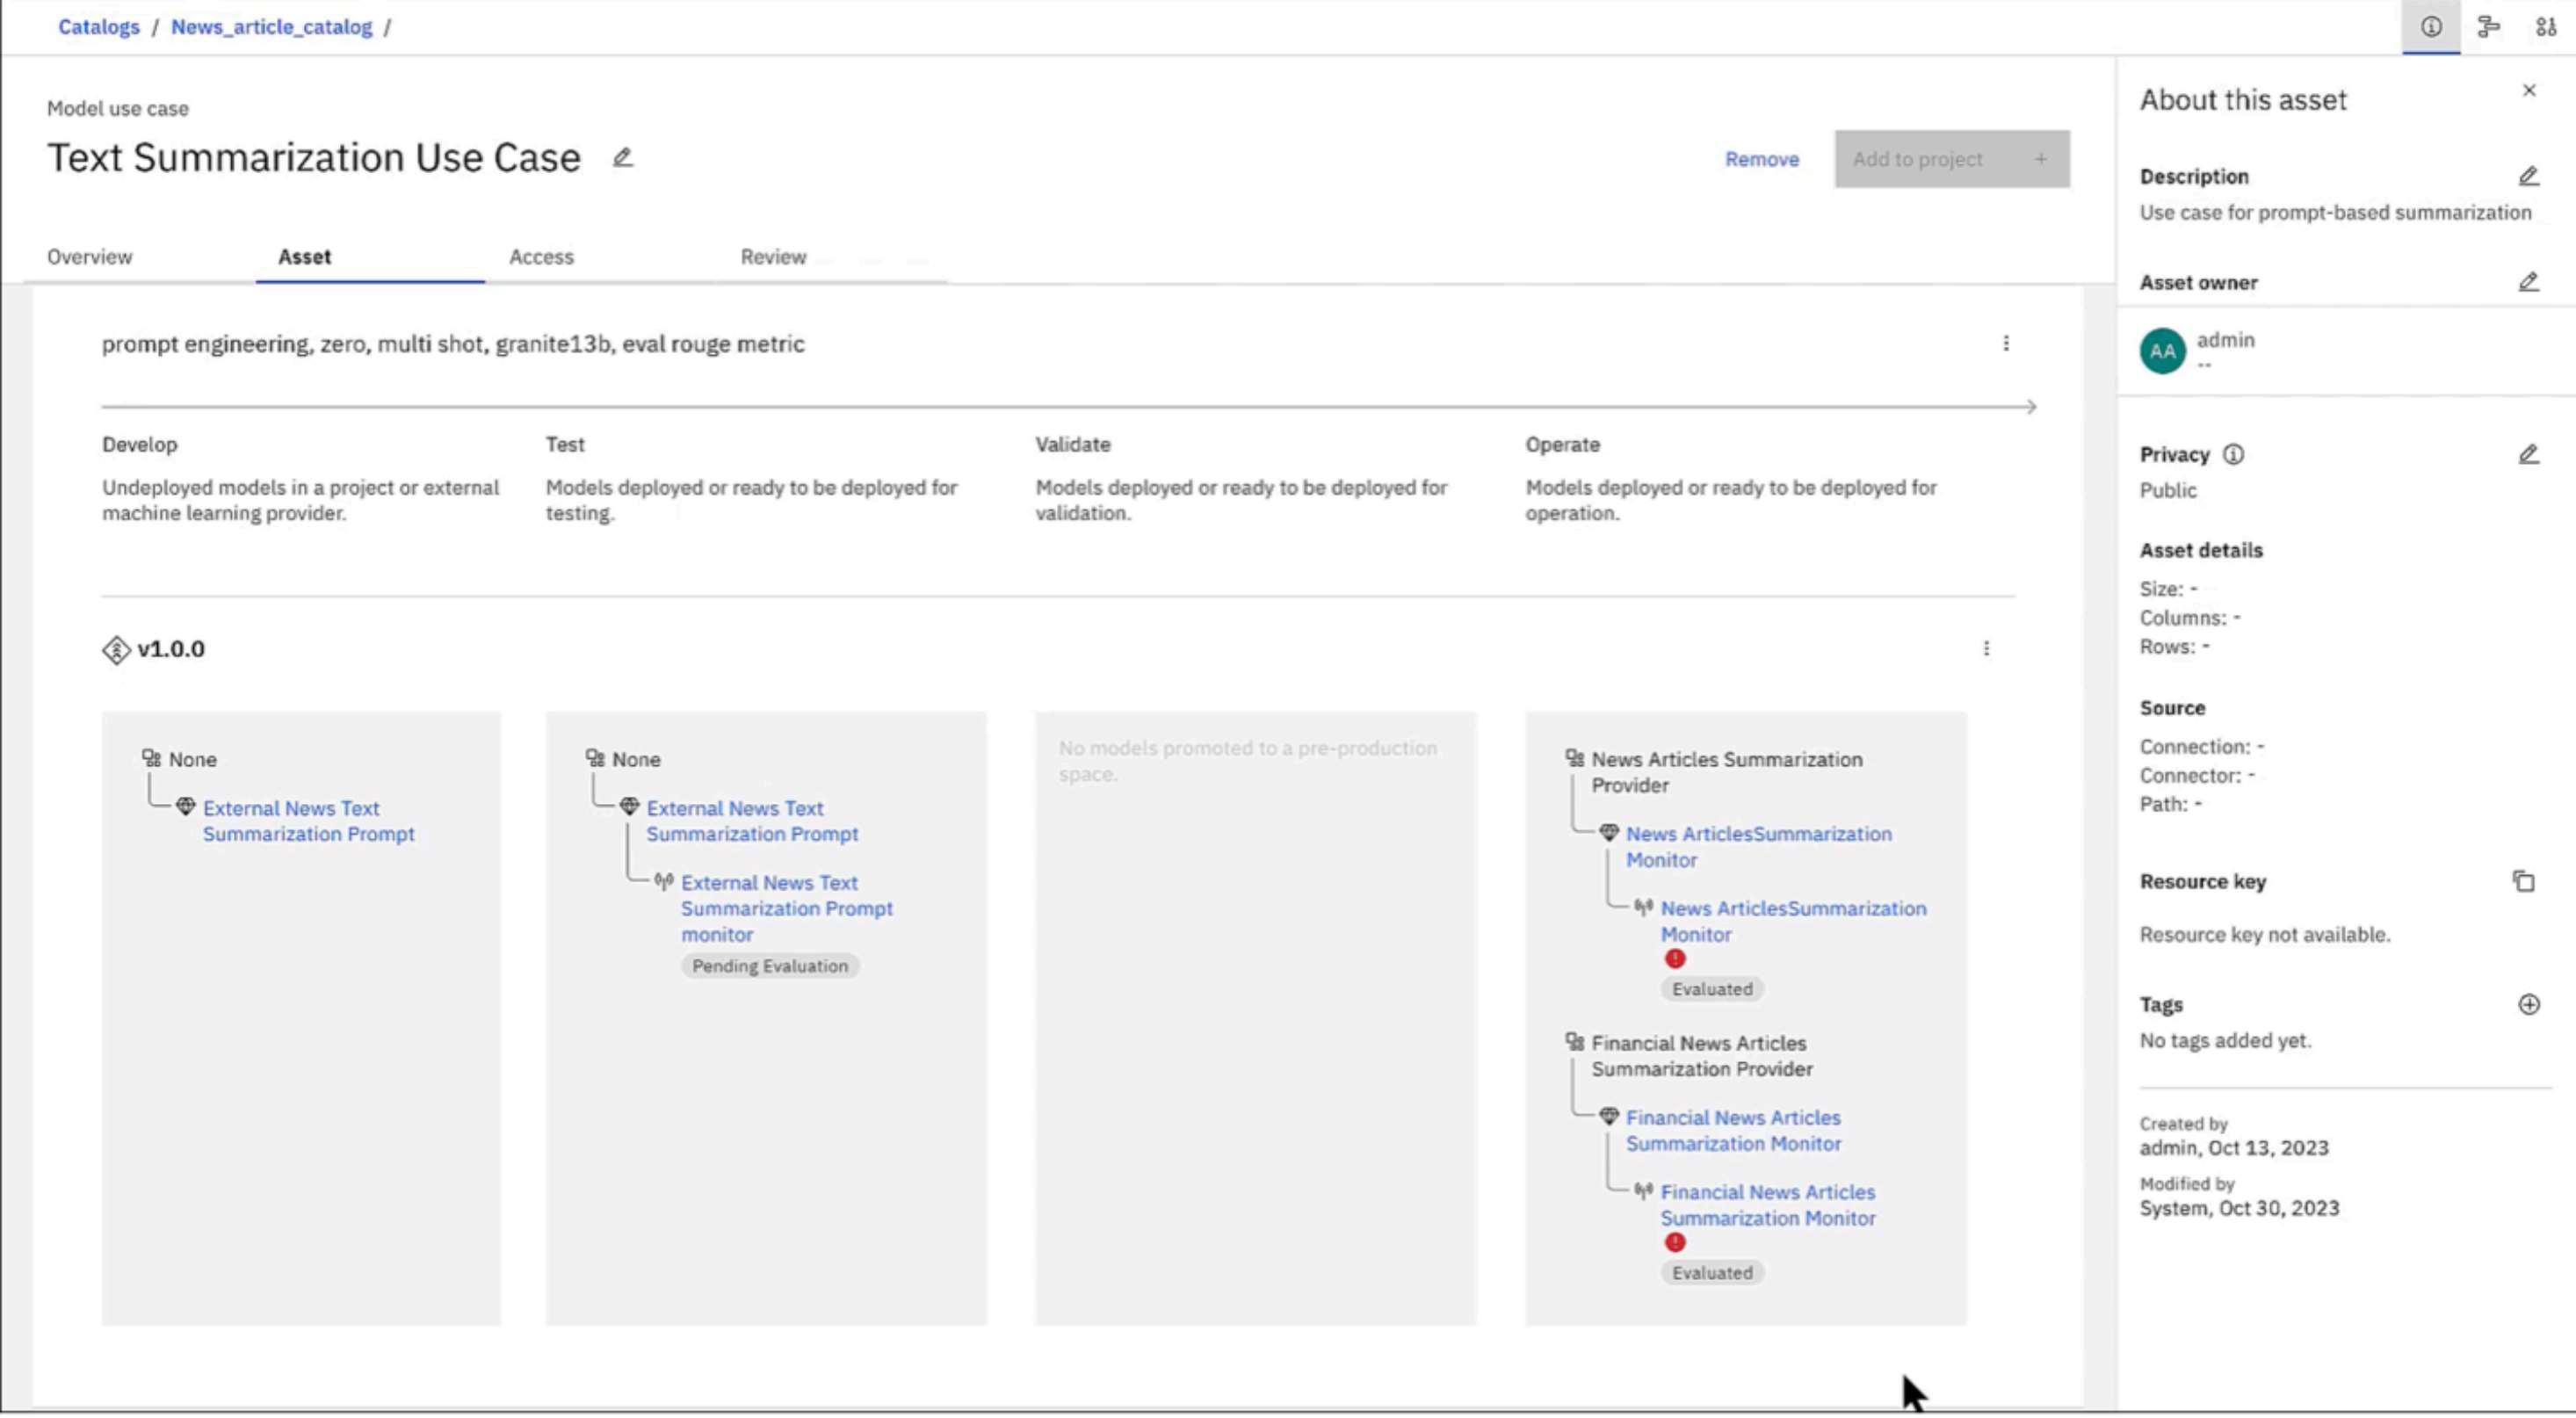 Catalogs / News_article_catalog /
Model use case
Text Summarization Use Case
Remove
Add to project +
Overview
Asset
Access
Review
prompt engineering, zero, multi shot, granite13b, eval rouge metric
Develop
Undeployed models in a project or external
machine learning provider.
Test
Models deployed or ready to be deployed for
testing.
Validate
Models deployed or ready to be deployed for
validation.
Operate
Models deployed or ready to be deployed for
operation.
v1.0.0
None
External News Text
Summarization Prompt
None
External News Text
Summarization Prompt
External News Text
Summarization Prompt
monitor
Pending Evaluation
No models promoted to a pre-production
space.
News Articles Summarization
Provider
News ArticlesSummarization
Monitor
News ArticlesSummarization
Monitor
Evaluated
Financial News Articles
Summarization Provider
Financial News Articles
Summarization Monitor
Financial News Articles
Summarization Monitor
Evaluated
About this asset
Description
Use case for prompt-based summarization
Asset owner
AA
admin
--
Privacy
Public
Asset details
Size: -
Columns: -
Rows: -
Source
Connection: -
Connector: -
Path: -
Resource key
Resource key not available.
Tags
No tags added yet.
Created by
admin, Oct 13, 2023
Modified by
System, Oct 30, 2023